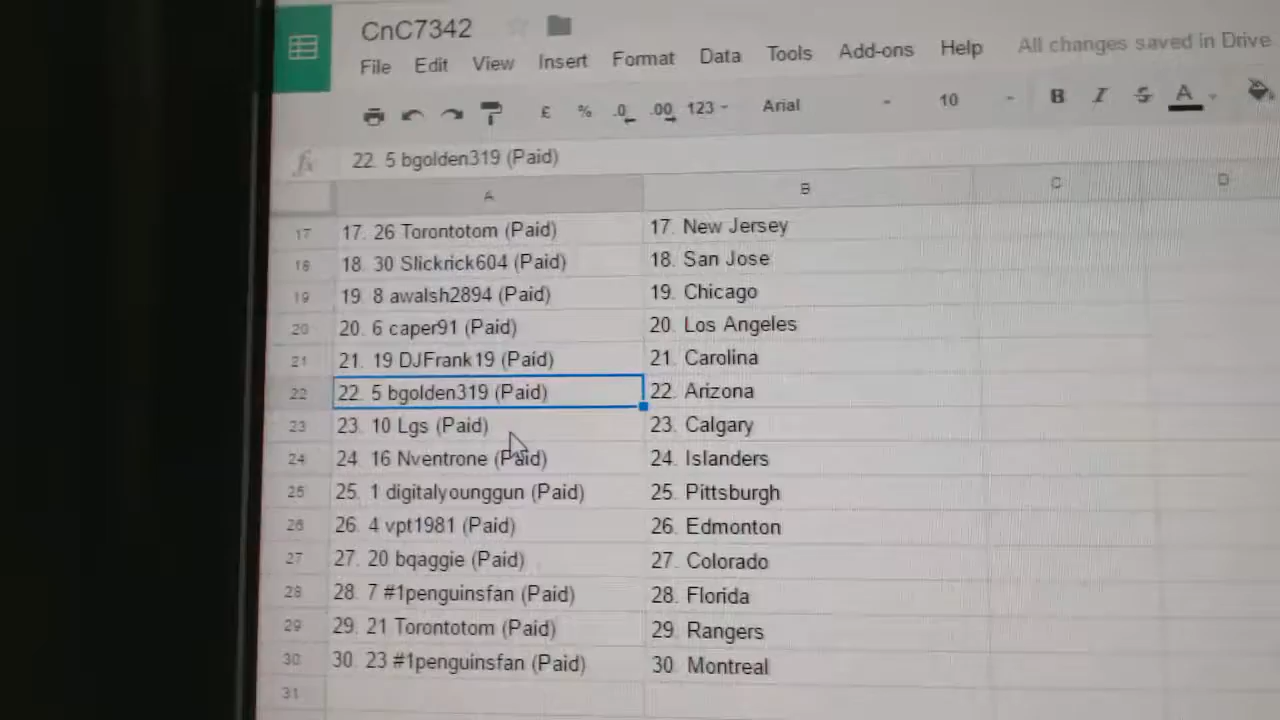 CnC7342
File Edit View Insert Format Data Tools Add-ons Help All changes saved in Drive
£ % .0 .00 123 Arial 10 B I S A
fx 22. 5 bgolden319 (Paid)
A B C D
17 17. 26 Torontotom (Paid) 17. New Jersey
18 18. 30 Slickrick604 (Paid) 18. San Jose
19 19. 8 awalsh2894 (Paid) 19. Chicago
20 20. 6 caper91 (Paid) 20. Los Angeles
21 21. 19 DJFrank19 (Paid) 21. Carolina
22 22. 5 bgolden319 (Paid) 22. Arizona
23 23. 10 Lgs (Paid) 23. Calgary
24 24. 16 Nventrone (Paid) 24. Islanders
25 25. 1 digitalyounggun (Paid) 25. Pittsburgh
26 26. 4 vpt1981 (Paid) 26. Edmonton
27 27. 20 bqaggie (Paid) 27. Colorado
28 28. 7 #1penguinsfan (Paid) 28. Florida
29 29. 21 Torontotom (Paid) 29. Rangers
30 30. 23 #1penguinsfan (Paid) 30. Montreal
31